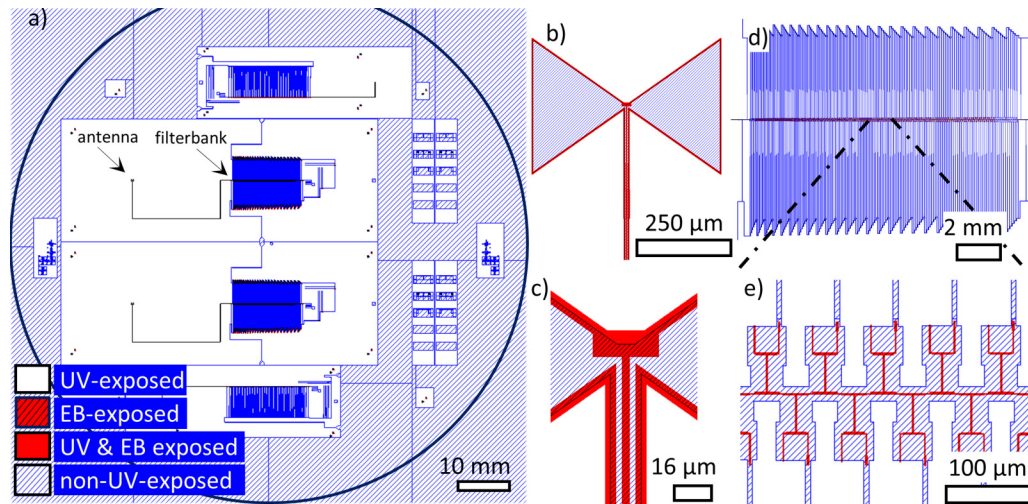 a)
antenna
filterbank
UV-exposed
EB-exposed
UV & EB exposed
non-UV-exposed
10 mm
b)
250 μm
c)
16 μm
d)
2 mm
e)
100 μm